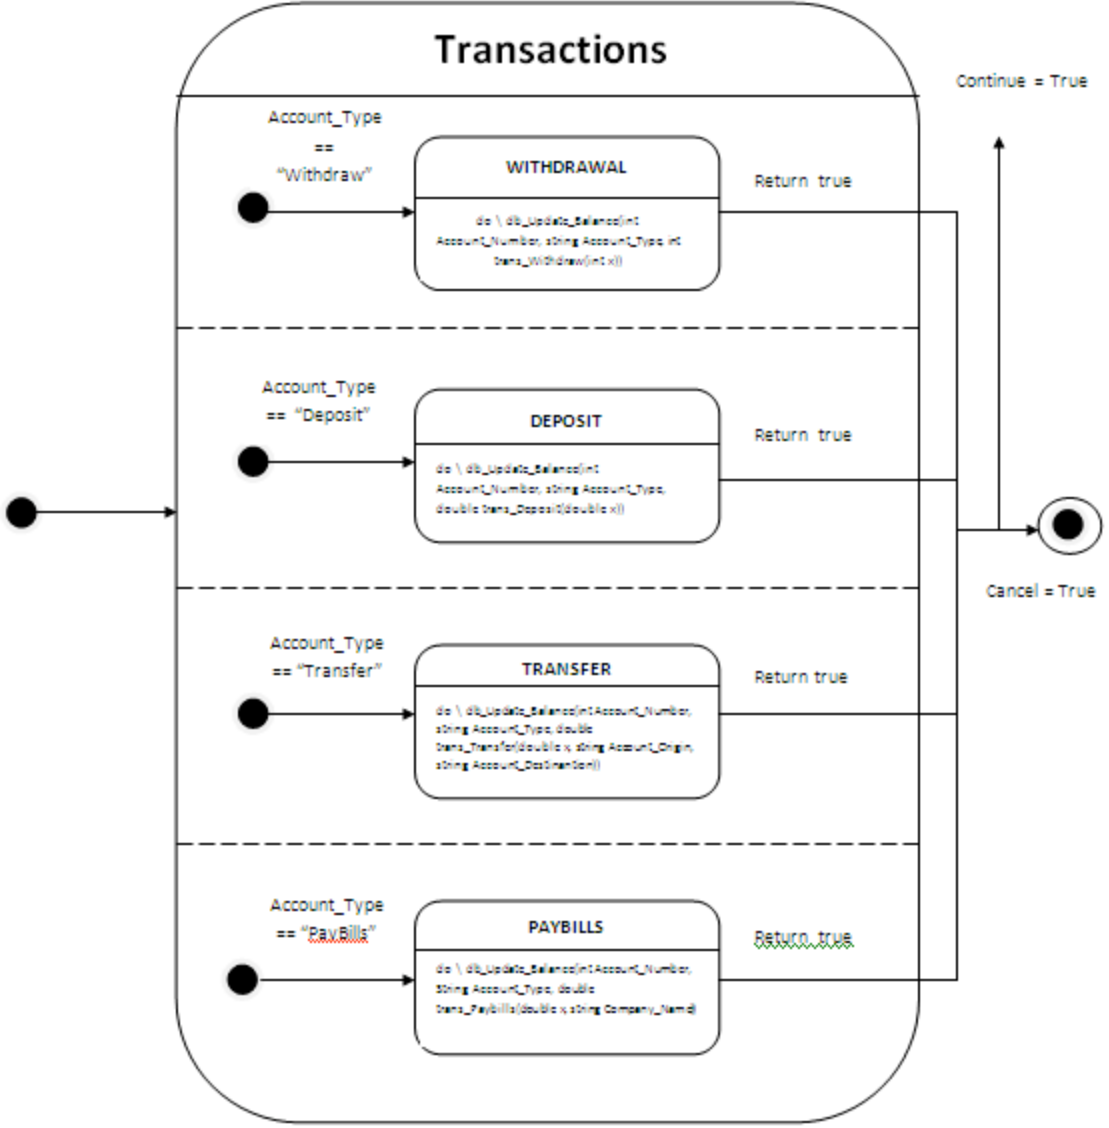 Transactions
Continue = True
Account_Type
==
“Withdraw”
WITHDRAWAL
Return true
do \ db_Update_Balance(int
Account_Number, string Account_Type, int
trans_Withdraw(int x))
Account_Type
== “Deposit”
DEPOSIT
Return true
do \ db_Update_Balance(int
Account_Number, string Account_Type,
double trans_Deposit(double x))
Cancel = True
Account_Type
== “Transfer”
TRANSFER
Return true
do \ db_Update_Balance(int Account_Number,
string Account_Type, double
trans_Transfer(double x, string Account_Origin,
string Account_Destinantion))
Account_Type
== “PayBills”
PAYBILLS
Return true
do \ db_Update_Balance(int Account_Number,
String Account_Type, double
trans_Paybills(double x, string Company_Name)